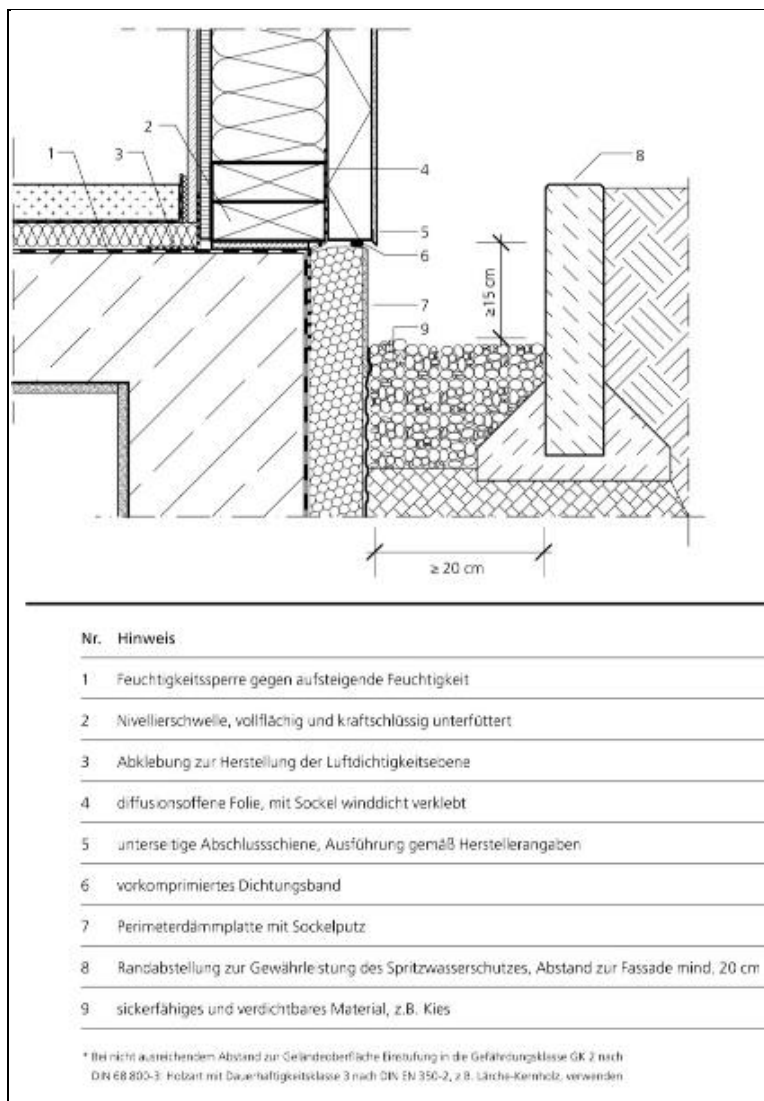 1
3
2
4
5
6
7
9
8
≥15 cm
≥ 20 cm
Nr. Hinweis
1 Feuchtigkeitssperre gegen aufsteigende Feuchtigkeit
2 Nivellierschwelle, vollflächig und kraftschlüssig unterfüttert
3 Abklebung zur Herstellung der Luftdichtigkeitsebene
4 diffusionsoffene Folie, mit Sockel winddicht verklebt
5 unterseitige Abschlussschiene, Ausführung gemäß Herstellerangaben
6 vorkomprimiertes Dichtungsband
7 Perimeterdämmplatte mit Sockelputz
8 Randabstellung zur Gewährleistung des Spritzwasserschutzes, Abstand zur Fassade mind. 20 cm
9 sickerfähiges und verdichtbares Material, z.B. Kies
* Bei nicht ausreichendem Abstand zur Geländeoberfläche Einstufung in die Gefährdungsklasse GK 2 nach
DIN 68 800-3: Holzart mit Dauerhaftigkeitsklasse 3 nach DIN EN 350-2, z.B. Lärche-Kernholz, verwenden